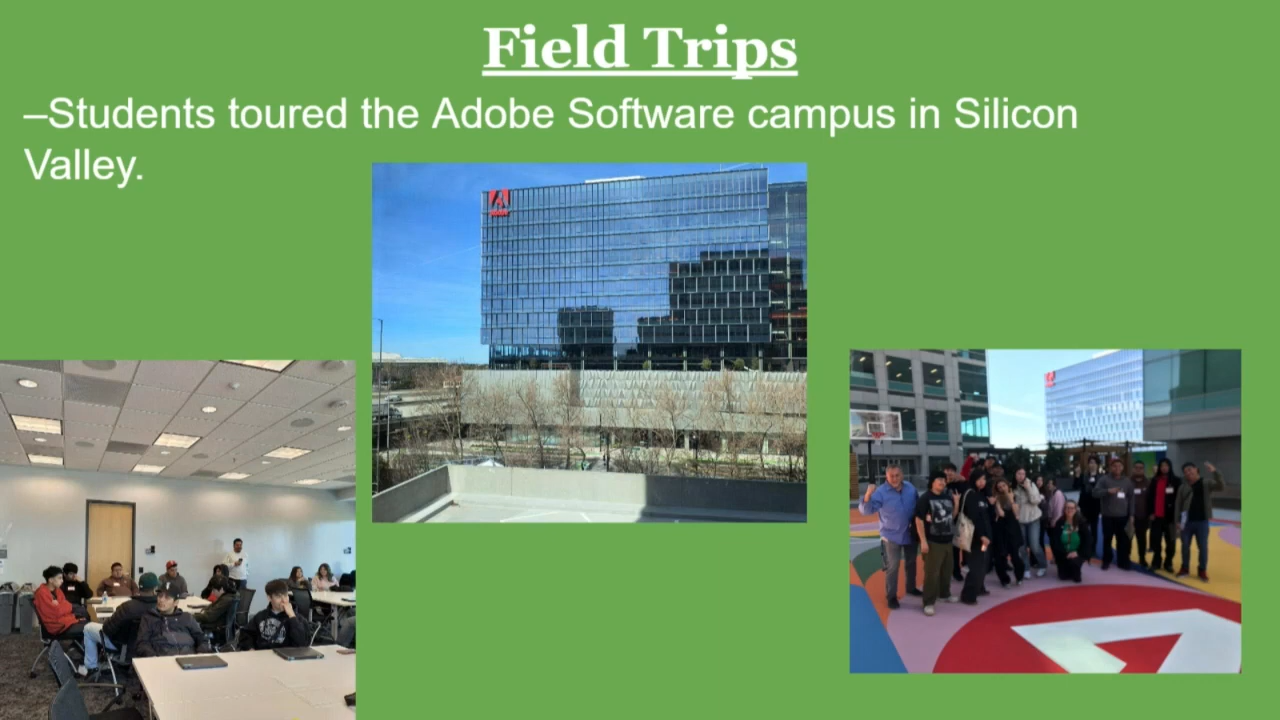 Field Trips
–Students toured the Adobe Software campus in Silicon
Valley.